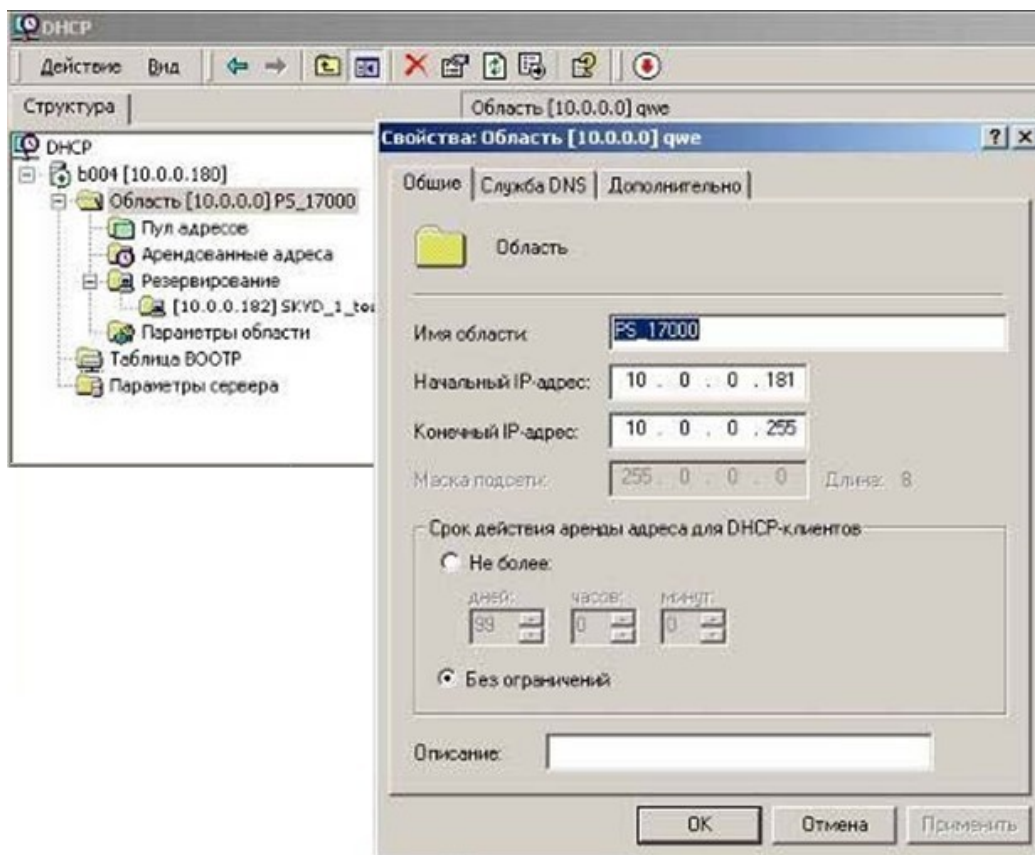 DHCP
Действие Вид
Структура
Область [10.0.0.0] qwe
DHCP
b004 [10.0.0.180]
Область [10.0.0.0] PS_17000
Пул адресов
Арендованные адреса
Резервирование
[10.0.0.182] SKYD_1_
Параметры области
Таблица BOOTP
Параметры сервера
Свойства: Область [10.0.0.0] qwe
Общие Служба DNS Дополнительно
Область
Имя области: PS_17000
Начальный IP-адрес: 10 . 0 . 0 . 181
Конечный IP-адрес: 10 . 0 . 0 . 255
Маска подсети: 255 . 0 . 0 . 0 Длина: 8
Срок действия аренды адреса для DHCP-клиентов
Не более:
дней: часов: минут:
99 0 0
Без ограничений
Описание:
OK Отмена Применить